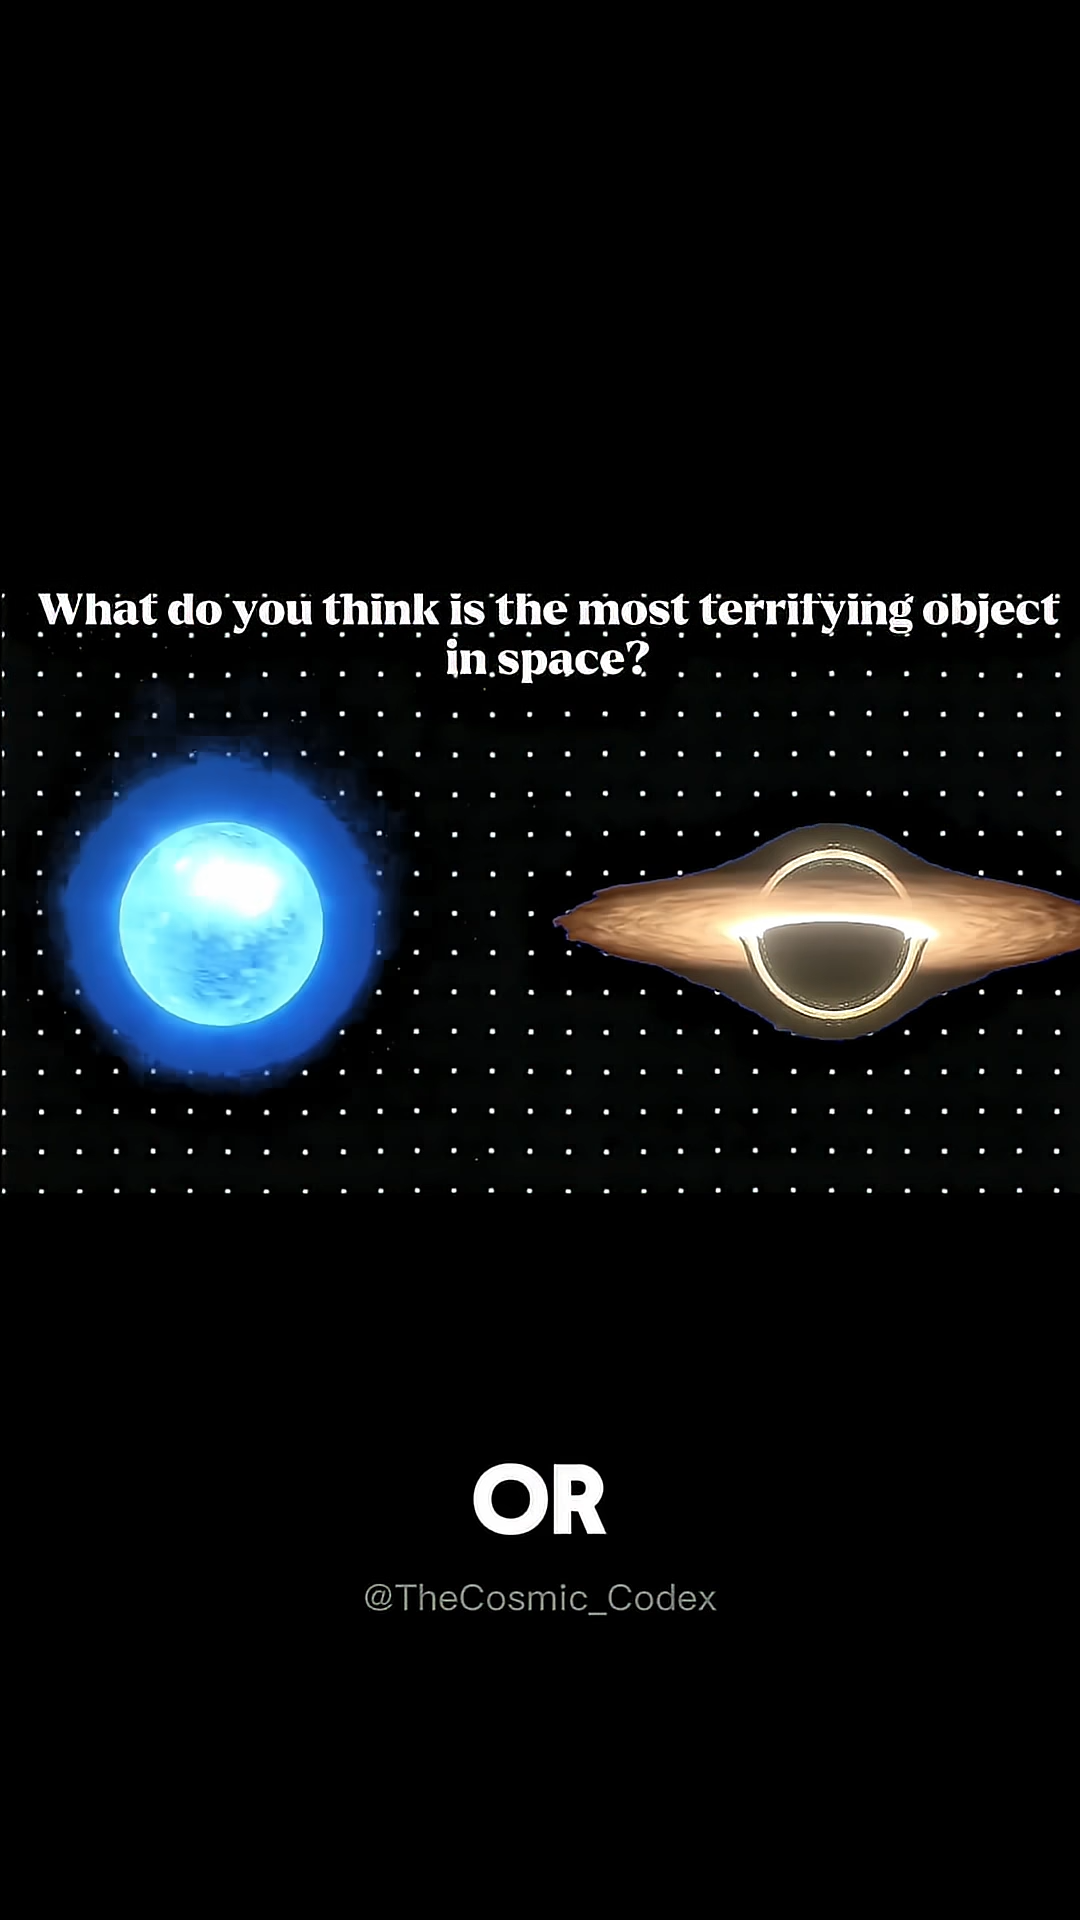 What do you think is the most terrifying object
in space?
OR
@TheCosmic_Codex